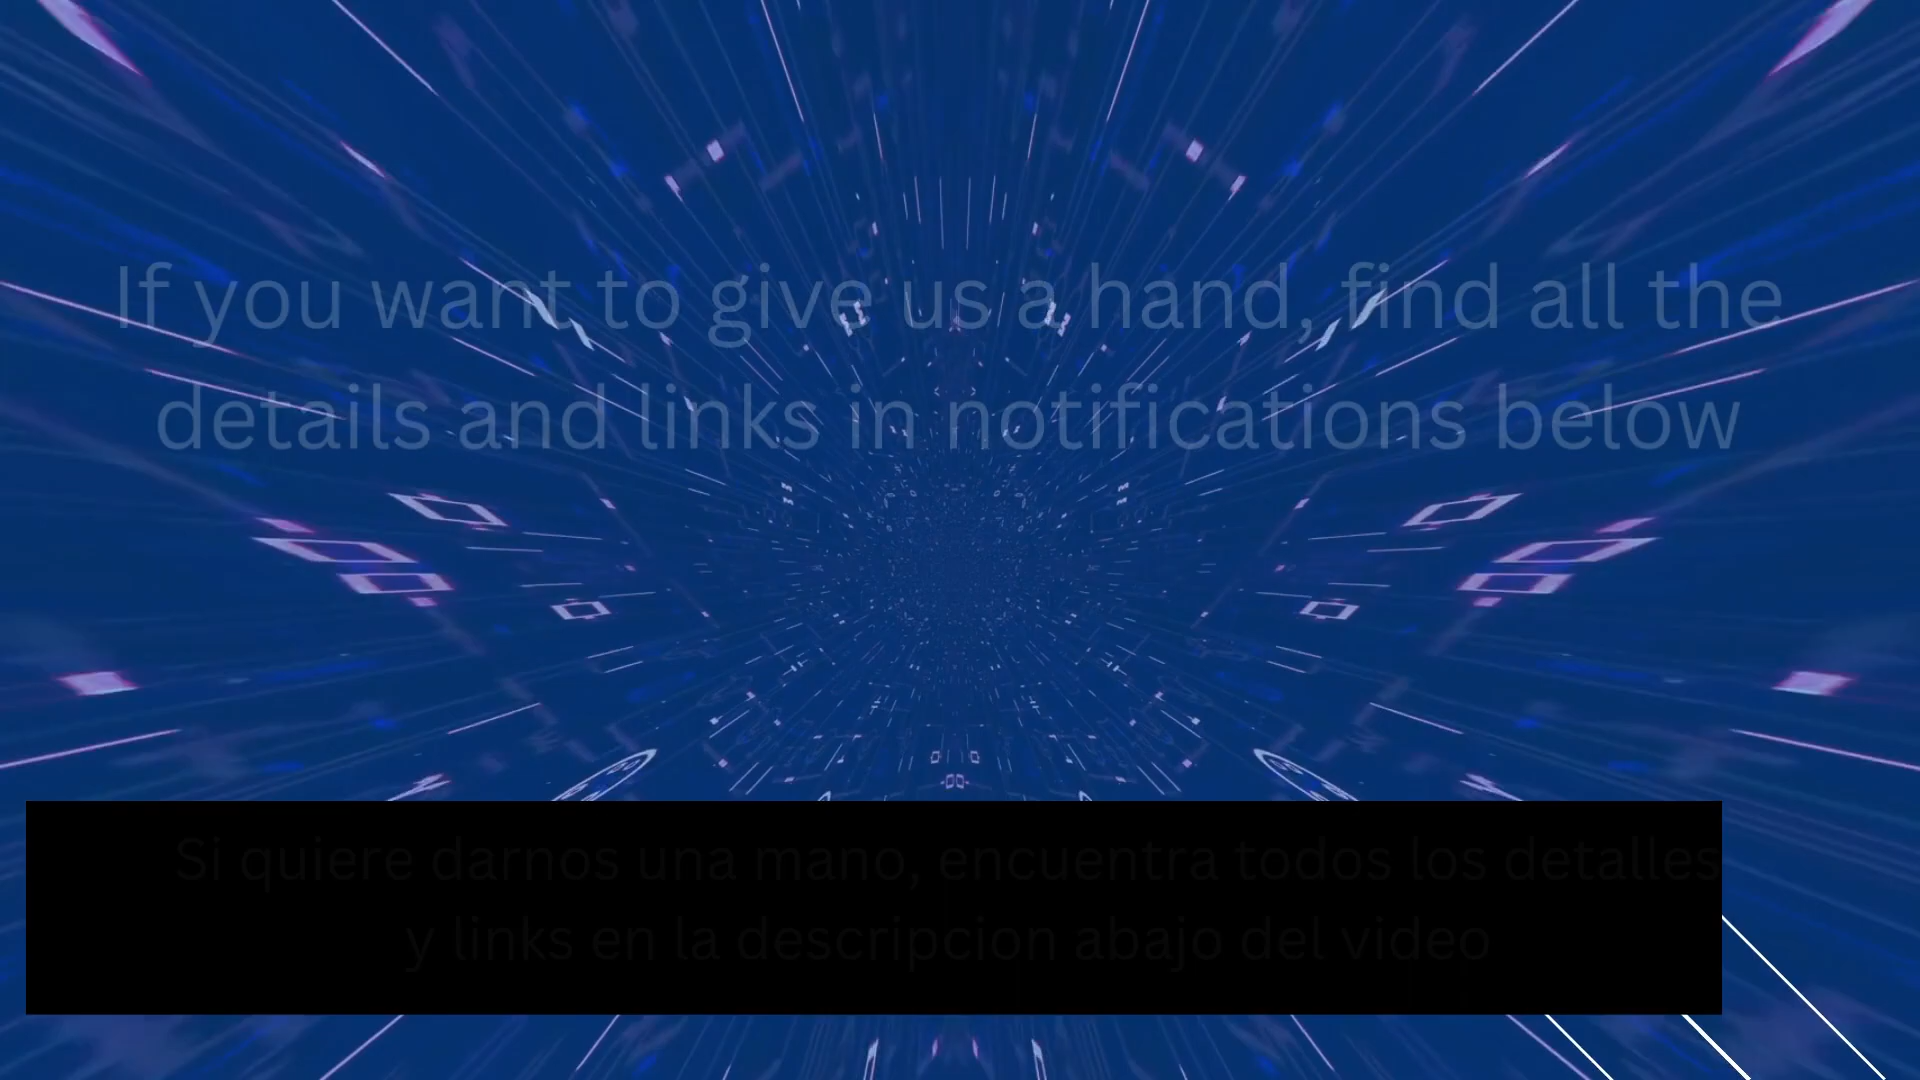 If you want to give us a hand, find all the
details and links in notifications below
Si quiere darnos una mano, encuentra todos los detalles
y links en la descripcion abajo del video